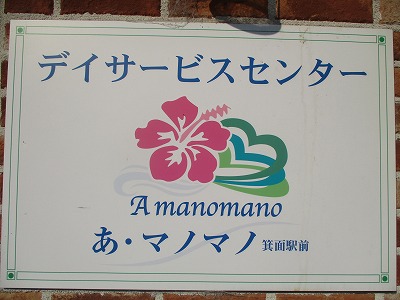 デイサービスセンター
Amanomano
あ・マノマノ 箕面駅前